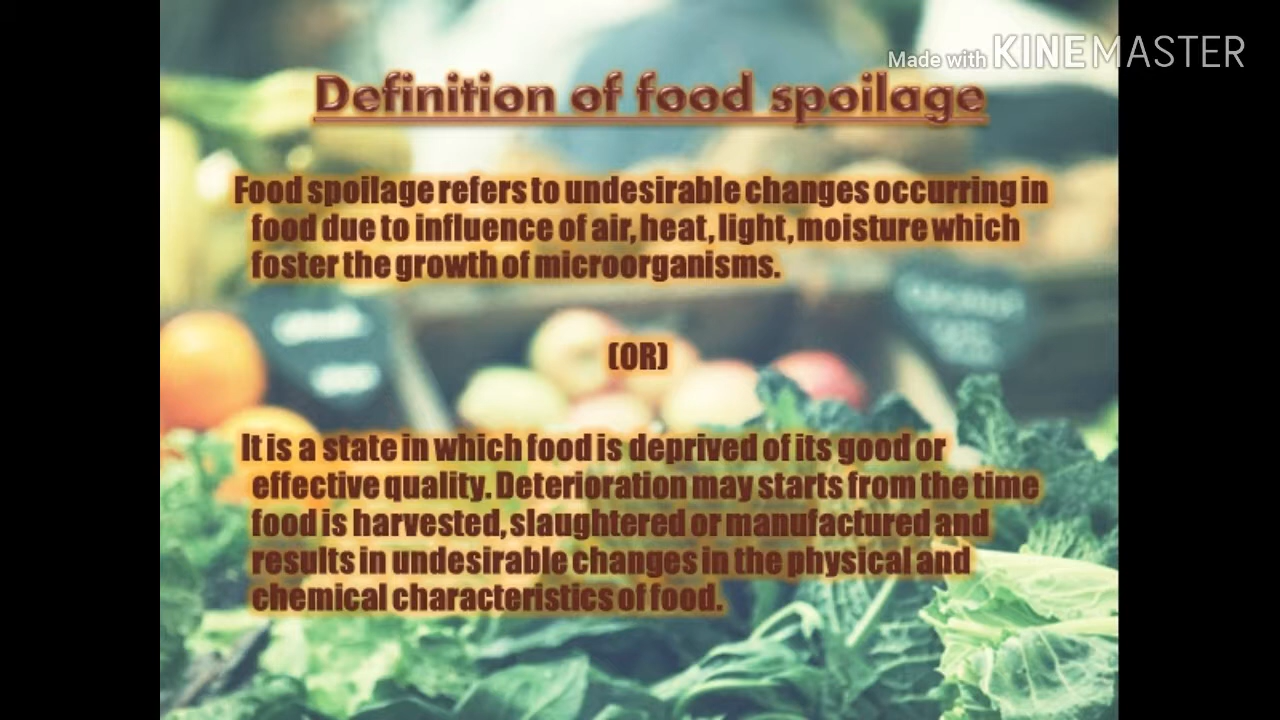 Made with KINEMASTER
Definition of food spoilage
Food spoilage refers to undesirable changes occurring in
food due to influence of air, heat, light, moisture which
foster the growth of microorganisms.
(OR)
It is a state in which food is deprived of its good or
effective quality. Deterioration may starts from the time
food is harvested, slaughtered or manufactured and
results in undesirable changes in the physical and
chemical characteristics of food.